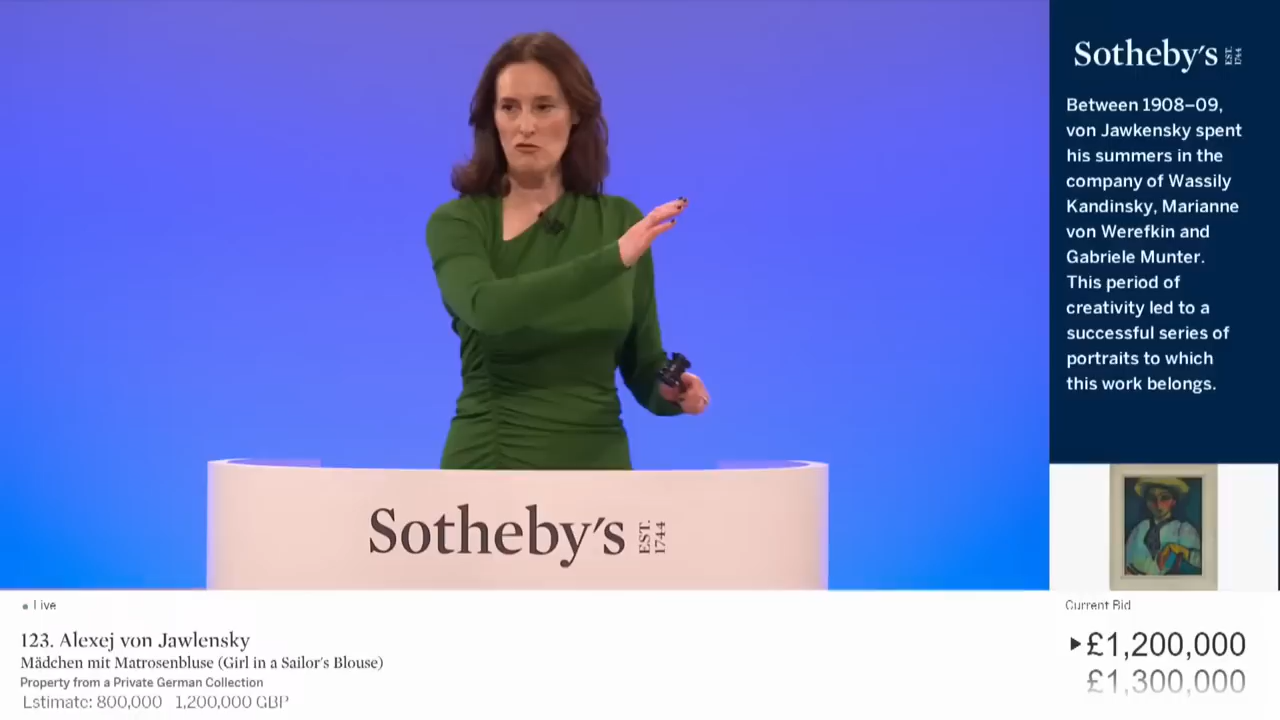 Sotheby's EST. 1744
Between 1908–09,
von Jawkensky spent
his summers in the
company of Wassily
Kandinsky, Marianne
von Werefkin and
Gabriele Munter.
This period of
creativity led to a
successful series of
portraits to which
this work belongs.
Sotheby's EST. 1744
• Live
123. Alexej von Jawlensky
Mädchen mit Matrosenbluse (Girl in a Sailor's Blouse)
Property from a Private German Collection
Estimate: 800,000 1,200,000 GBP
Current Bid
▸£1,200,000
£1,300,000